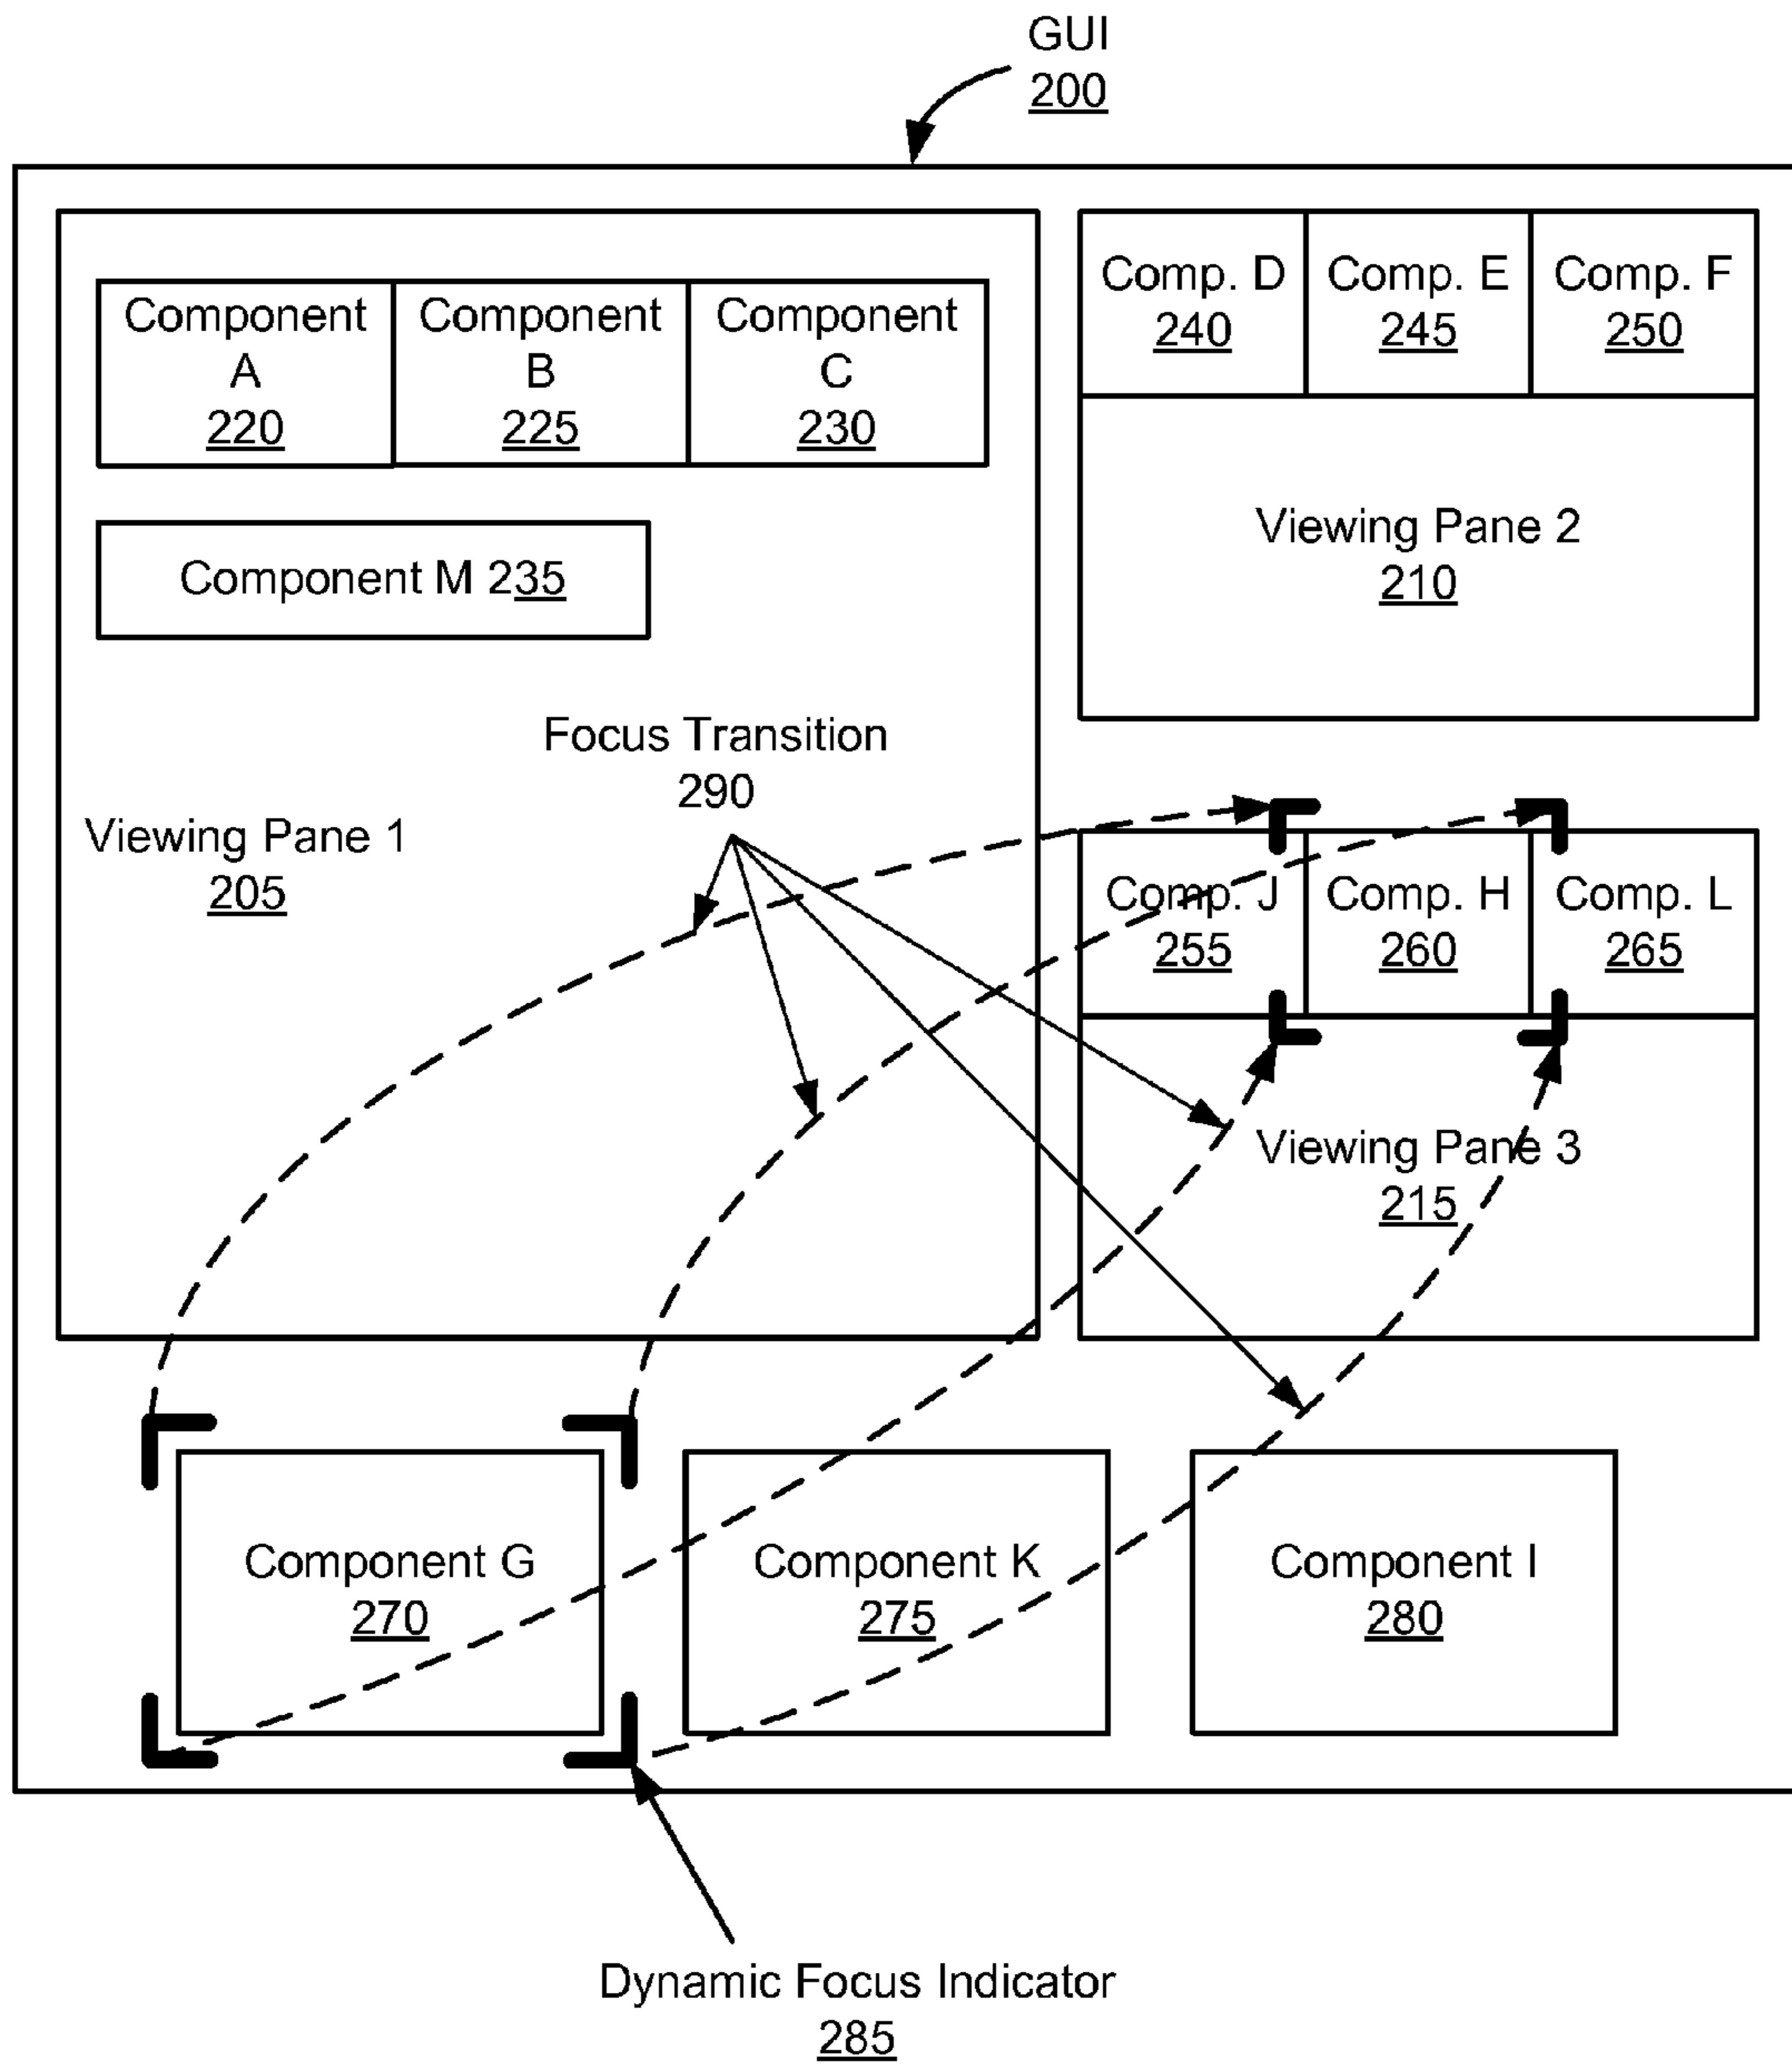 GUI
200
Component
A
220
Component
B
225
Component
C
230
Comp. D
240
Comp. E
245
Comp. F
250
Component M 235
Viewing Pane 2
210
Focus Transition
290
Viewing Pane 1
205
Comp. J
255
Comp. H
260
Comp. L
265
Viewing Pane 3
215
Component G
270
Component K
275
Component I
280
Dynamic Focus Indicator
285